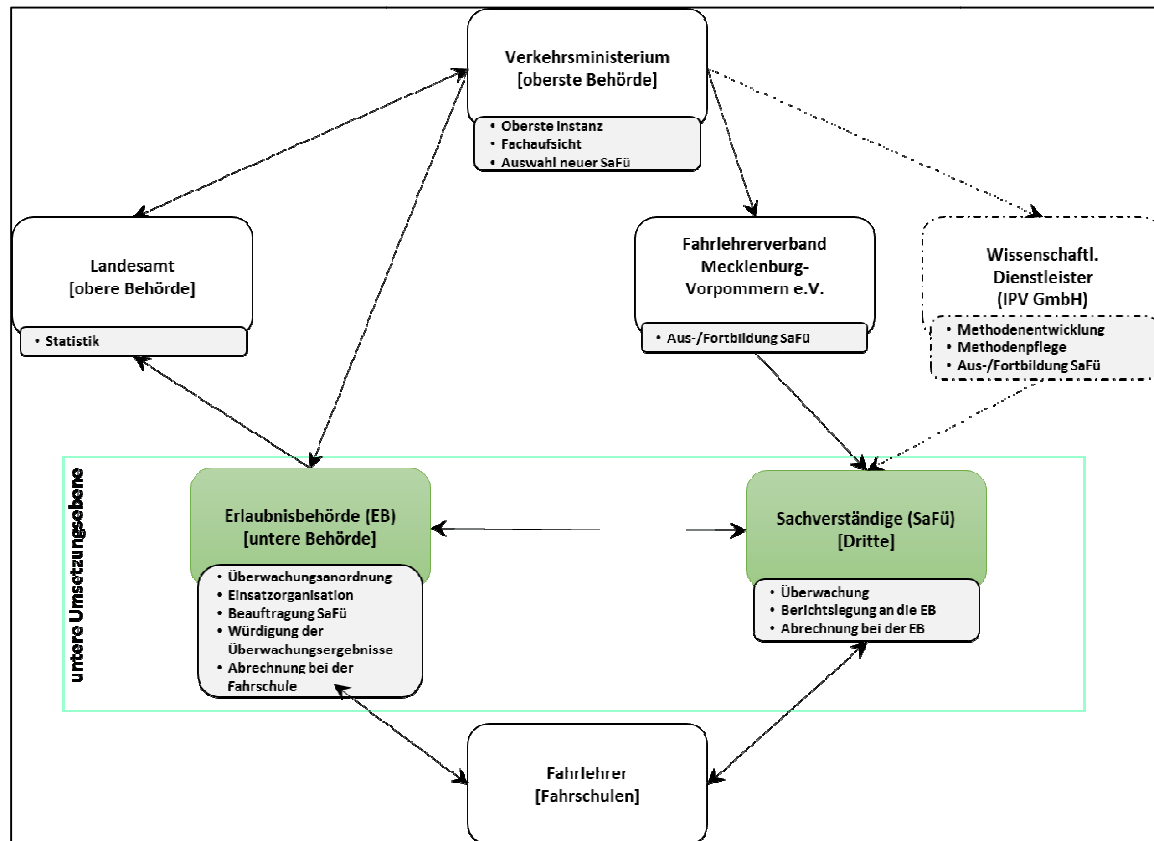 Verkehrsministerium
[oberste Behörde]
• Oberste Instanz
• Fachaufsicht
• Auswahl neuer SaFü
Landesamt
[obere Behörde]
• Statistik
Fahrlehrerverband
Mecklenburg-
Vorpommern e.V.
• Aus-/Fortbildung SaFü
Wissenschaftl.
Dienstleister
(IPV GmbH)
• Methodenentwicklung
• Methodenpflege
• Aus-/Fortbildung SaFü
untere Umsetzungsebene
Erlaubnisbehörde (EB)
[untere Behörde]
• Überwachungsanordnung
• Einsatzorganisation
• Beauftragung SaFü
• Würdigung der
Überwachungsergebnisse
• Abrechnung bei der
Fahrschule
Sachverständige (SaFü)
[Dritte]
• Überwachung
• Berichtslegung an die EB
• Abrechnung bei der EB
Fahrlehrer
[Fahrschulen]